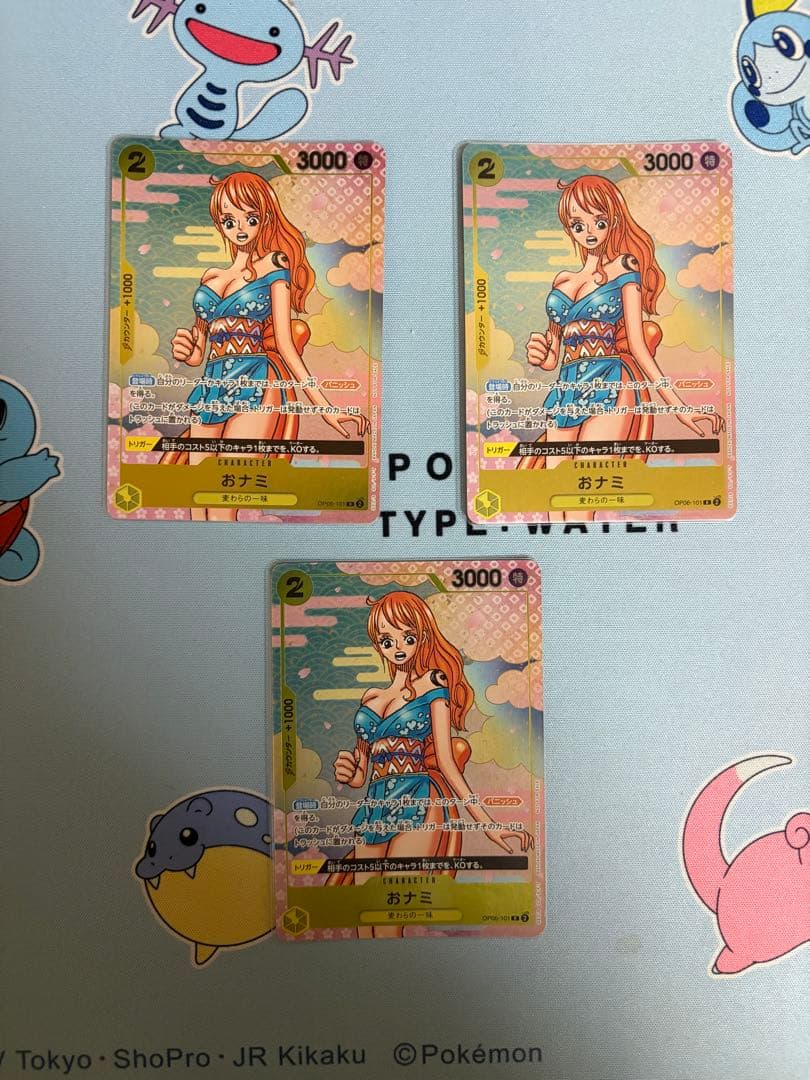 2
3000 特
カウンター +1000
登場時 自分のリーダーかキャラ1枚までは、このターン中、バニッシュ
を得る。
(このカードがダメージを与えた場合、トリガーは発動せずそのカードは
トラッシュに置かれる)
トリガー 相手のコスト5以下のキャラ1枚までを、KOする。
CHARACTER
おナミ
麦わらの一味
OP06-101 R 2
2
3000 特
カウンター +1000
登場時 自分のリーダーかキャラ1枚までは、このターン中、バニッシュ
を得る。
(このカードがダメージを与えた場合、トリガーは発動せずそのカードは
トラッシュに置かれる)
トリガー 相手のコスト5以下のキャラ1枚までを、KOする。
CHARACTER
おナミ
麦わらの一味
OP06-101 R 2
PO
TYPE:WATER
2
3000 特
カウンター +1000
登場時 自分のリーダーかキャラ1枚までは、このターン中、バニッシュ
を得る。
(このカードがダメージを与えた場合、トリガーは発動せずそのカードは
トラッシュに置かれる)
トリガー 相手のコスト5以下のキャラ1枚までを、KOする。
CHARACTER
おナミ
麦わらの一味
OP06-101 R 2
Tokyo・ShoPro・JR Kikaku ©Pokémon